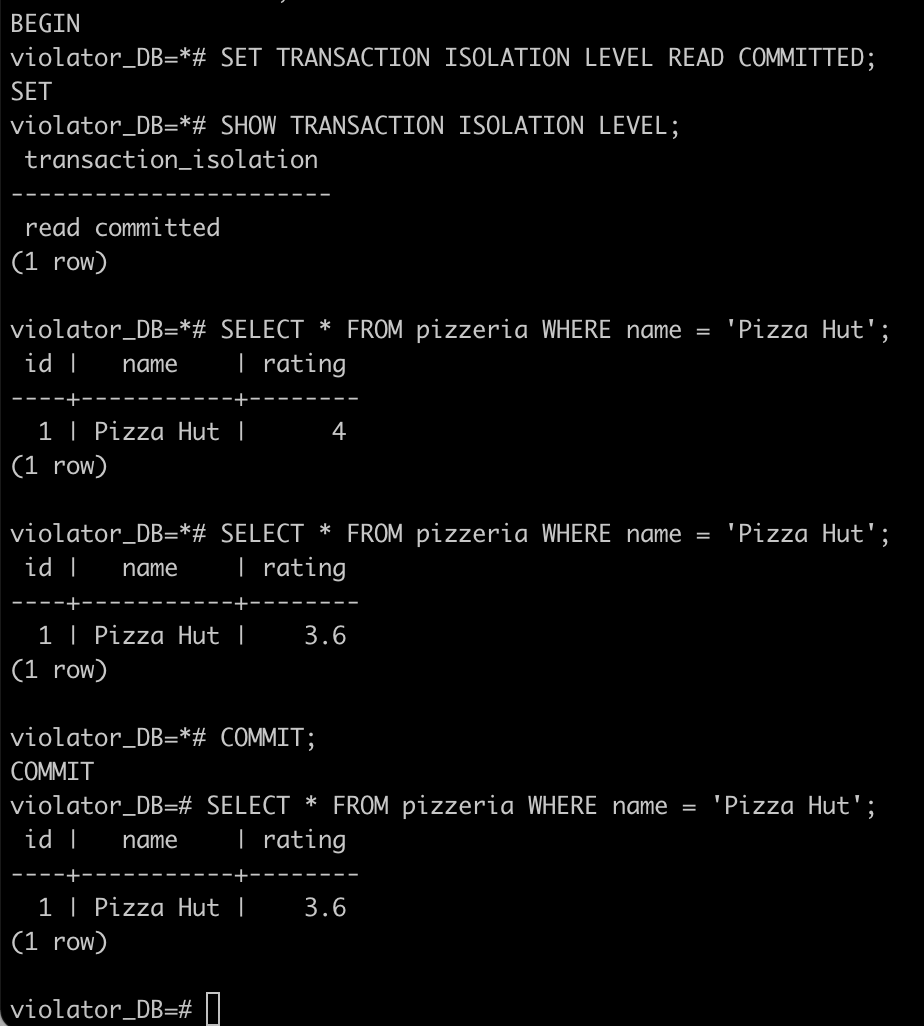 BEGIN
violator_DB=*# SET TRANSACTION ISOLATION LEVEL READ COMMITTED;
SET
violator_DB=*# SHOW TRANSACTION ISOLATION LEVEL;
 transaction_isolation
-----------------------
 read committed
(1 row)

violator_DB=*# SELECT * FROM pizzeria WHERE name = 'Pizza Hut';
 id |   name    | rating
----+-----------+--------
  1 | Pizza Hut |      4
(1 row)

violator_DB=*# SELECT * FROM pizzeria WHERE name = 'Pizza Hut';
 id |   name    | rating
----+-----------+--------
  1 | Pizza Hut |    3.6
(1 row)

violator_DB=*# COMMIT;
COMMIT
violator_DB=# SELECT * FROM pizzeria WHERE name = 'Pizza Hut';
 id |   name    | rating
----+-----------+--------
  1 | Pizza Hut |    3.6
(1 row)

violator_DB=#